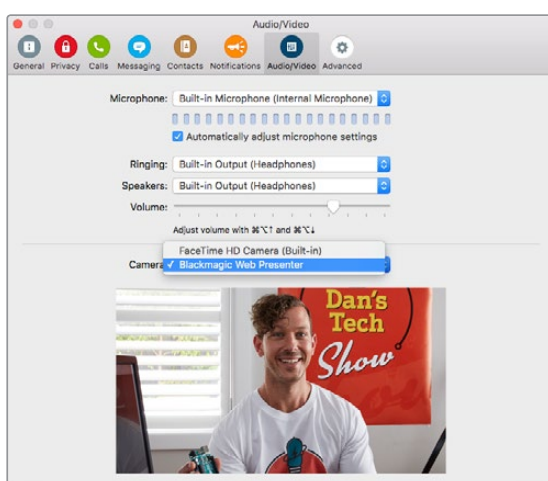 Audio/Video
General Privacy Calls Messaging Contacts Notifications Audio/Video Advanced
Microphone: Built-in Microphone (Internal Microphone)
Automatically adjust microphone settings
Ringing: Built-in Output (Headphones)
Speakers: Built-in Output (Headphones)
Volume:
Adjust volume with ⌘⌥↑ and ⌘⌥↓
FaceTime HD Camera (Built-in)
Camera ✓ Blackmagic Web Presenter
Dan's
Tech
Show